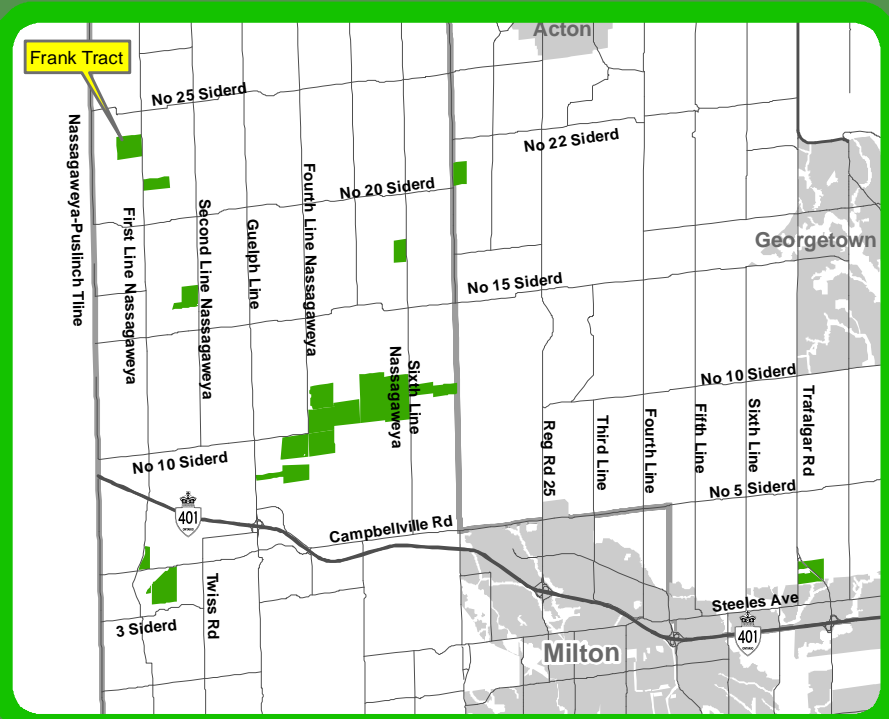 Acton
Frank Tract
No 25 Siderd
No 22 Siderd
No 20 Siderd
Nassagaweya-Puslinch Tline
First Line Nassagaweya
Second Line Nassagaweya
Guelph Line
Fourth Line Nassagaweya
Georgetown
No 15 Siderd
Sixth Line
Nassagaweya
No 10 Siderd
Reg Rd 25
Third Line
Fourth Line
Fifth Line
Sixth Line
Trafalgar Rd
No 10 Siderd
No 5 Siderd
401
ONTARIO
Campbellville Rd
Twiss Rd
3 Siderd
Steeles Ave
401
ONTARIO
Milton